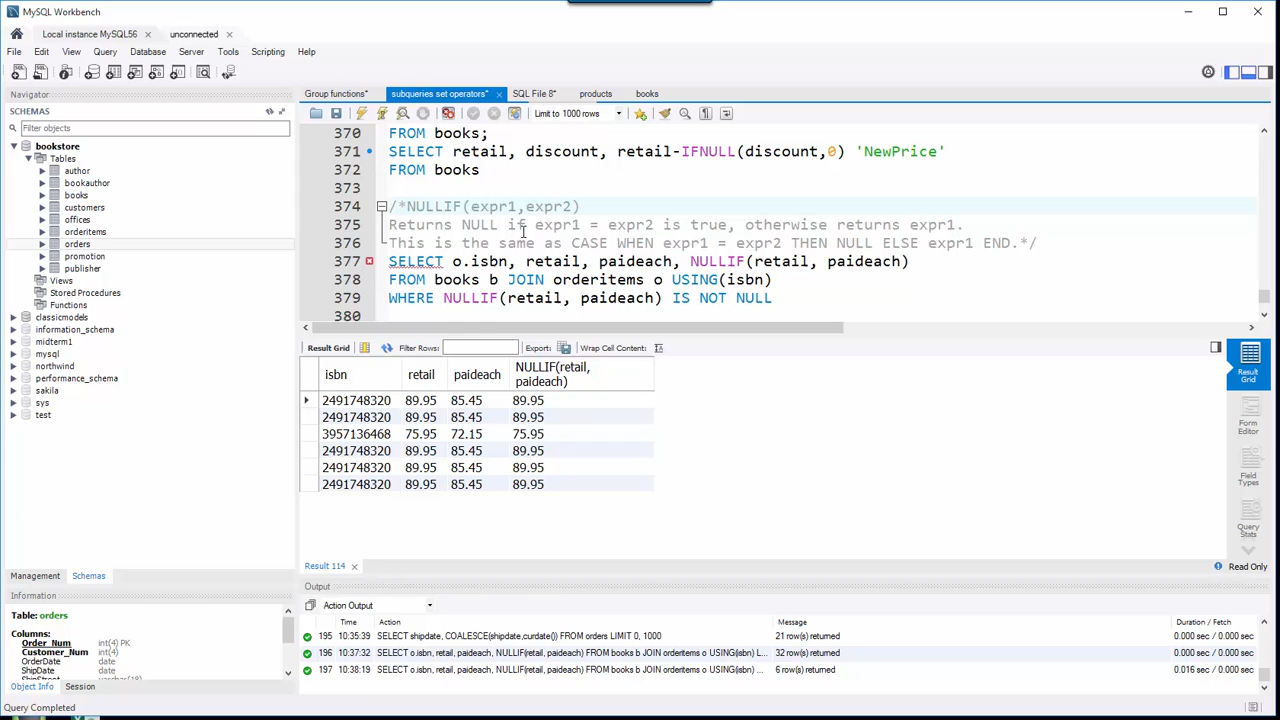 MySQL Workbench
Local instance MySQL56
unconnected
File Edit View Query Database Server Tools Scripting Help
Navigator
SCHEMAS
Filter objects
bookstore
Tables
author
bookauthor
books
customers
offices
orderitems
orders
promotion
publisher
Views
Stored Procedures
Functions
classicmodels
information_schema
midterm1
mysql
northwind
performance_schema
sakila
sys
test
Management Schemas
Information
Table: orders
Columns:
Order_Num int(4) PK
Customer_Num int(4)
OrderDate date
ShipDate date
Object Info Session
Query Completed
Group functions* subqueries set operators* SQL File 8* products books
Limit to 1000 rows
370 FROM books;
371 SELECT retail, discount, retail-IFNULL(discount,0) 'NewPrice'
372 FROM books
373
374 /*NULLIF(expr1,expr2)
375 Returns NULL if expr1 = expr2 is true, otherwise returns expr1.
376 This is the same as CASE WHEN expr1 = expr2 THEN NULL ELSE expr1 END.*/
377 SELECT o.isbn, retail, paideach, NULLIF(retail, paideach)
378 FROM books b JOIN orderitems o USING(isbn)
379 WHERE NULLIF(retail, paideach) IS NOT NULL
380
Result Grid Filter Rows: Export: Wrap Cell Content:
isbn retail paideach NULLIF(retail, paideach)
2491748320 89.95 85.45 89.95
2491748320 89.95 85.45 89.95
3957136468 75.95 72.15 75.95
2491748320 89.95 85.45 89.95
2491748320 89.95 85.45 89.95
2491748320 89.95 85.45 89.95
Result Grid
Form Editor
Field Types
Query Stats
Result 114
Read Only
Output
Action Output
Time Action Message Duration / Fetch
195 10:35:39 SELECT shipdate, COALESCE(shipdate,curdate()) FROM orders LIMIT 0, 1000 21 row(s) returned 0.000 sec / 0.000 sec
196 10:37:32 SELECT o.isbn, retail, paideach, NULLIF(retail, paideach) FROM books b JOIN orderitems o USING(isbn) L... 32 row(s) returned 0.000 sec / 0.000 sec
197 10:38:19 SELECT o.isbn, retail, paideach, NULLIF(retail, paideach) FROM books b JOIN orderitems o USING(isbn) ... 6 row(s) returned 0.016 sec / 0.000 sec